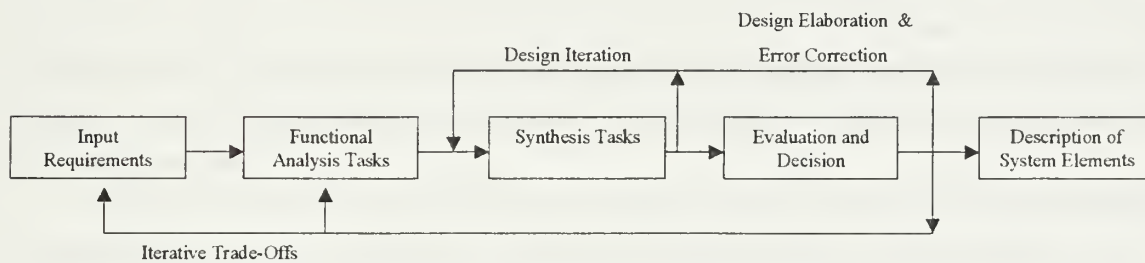 Design Elaboration &
Design Iteration
Error Correction
Input
Requirements
Functional
Analysis Tasks
Synthesis Tasks
Evaluation and
Decision
Description of
System Elements
Iterative Trade-Offs